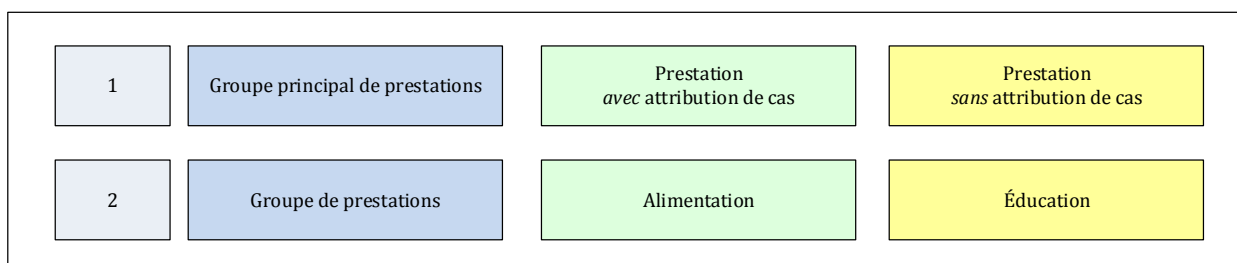 1
Groupe principal de prestations
Prestation
avec attribution de cas
Prestation
sans attribution de cas
2
Groupe de prestations
Alimentation
Éducation